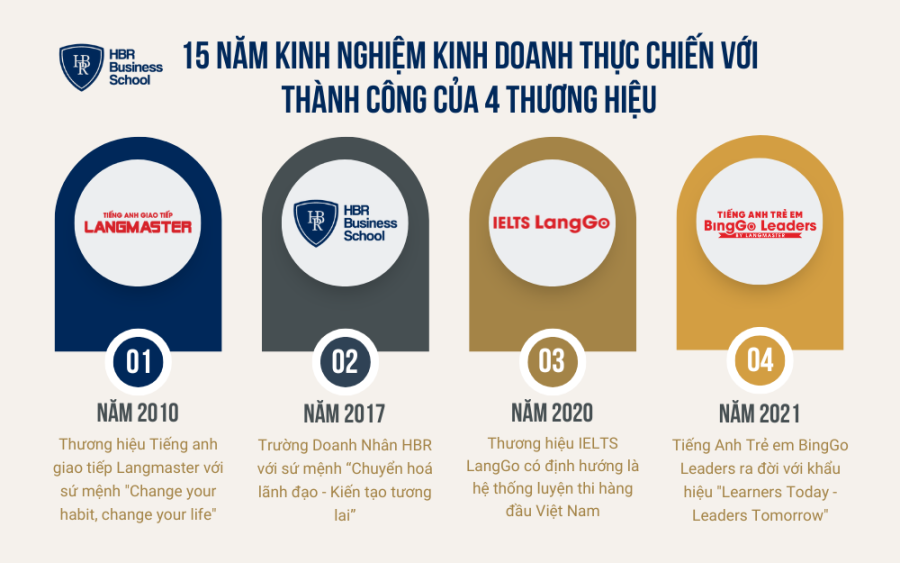 HBR
Business
School
15 NĂM KINH NGHIỆM KINH DOANH THỰC CHIẾN VỚI
THÀNH CÔNG CỦA 4 THƯƠNG HIỆU
TIẾNG ANH GIAO TIẾP
LANGMASTER
HBR
HBR
Business
School
IELTS LangGo
TIẾNG ANH TRẺ EM
BingGo Leaders
BY LANGMASTER
01
02
03
04
NĂM 2010
Thương hiệu Tiếng anh
giao tiếp Langmaster với
sứ mệnh "Change your
habit, change your life"
NĂM 2017
Trường Doanh Nhân HBR
với sứ mệnh “Chuyển hoá
lãnh đạo - Kiến tạo tương
lai”
NĂM 2020
Thương hiệu IELTS
LangGo có định hướng là
hệ thống luyện thi hàng
đầu Việt Nam
NĂM 2021
Tiếng Anh Trẻ em BingGo
Leaders ra đời với khẩu
hiệu "Learners Today -
Leaders Tomorrow"